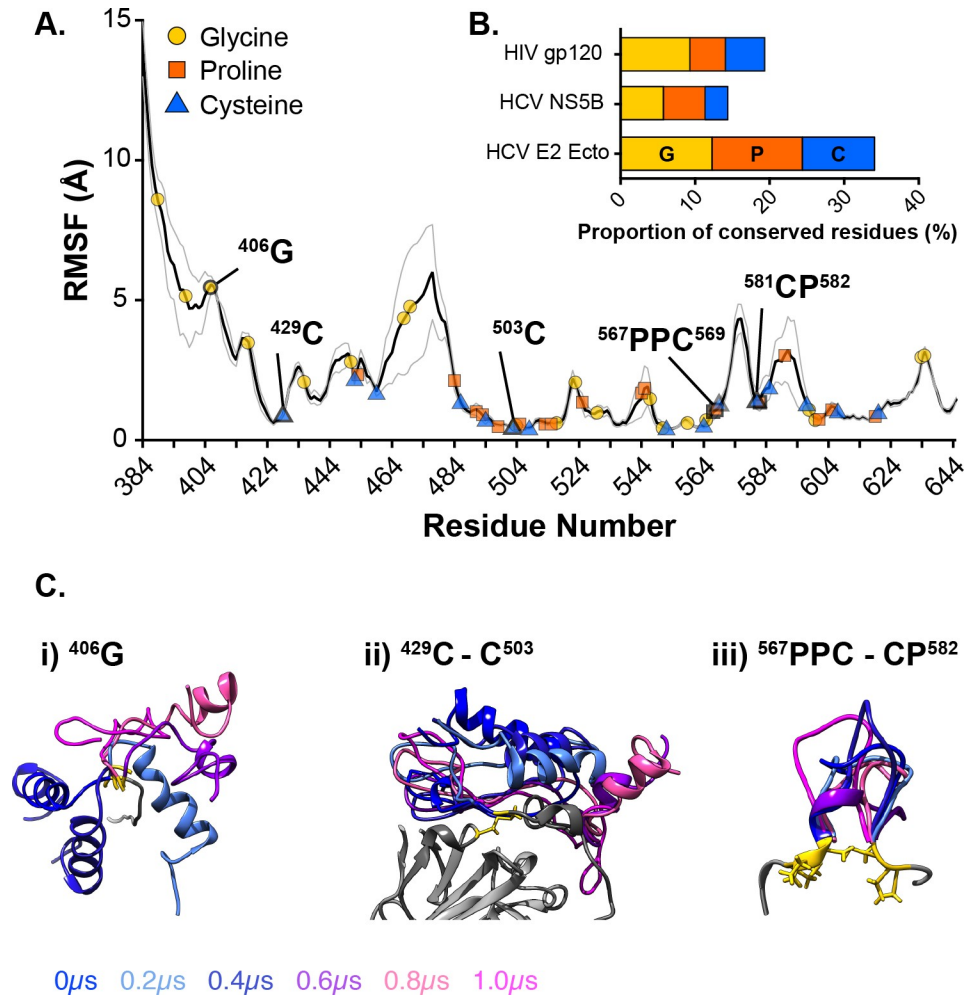 A.
15
10
5
0
RMSF (Å)
Glycine
Proline
Cysteine
406G
429C
503C
567PPC569
581CP582
384
404
424
444
464
484
504
524
544
564
584
604
624
644
Residue Number
B.
HIV gp120
HCV NS5B
HCV E2 Ecto
G P C
0 10 20 30 40
Proportion of conserved residues (%)
C.
i) 406G
ii) 429C - C503
iii) 567PPC - CP582
0µs 0.2µs 0.4µs 0.6µs 0.8µs 1.0µs